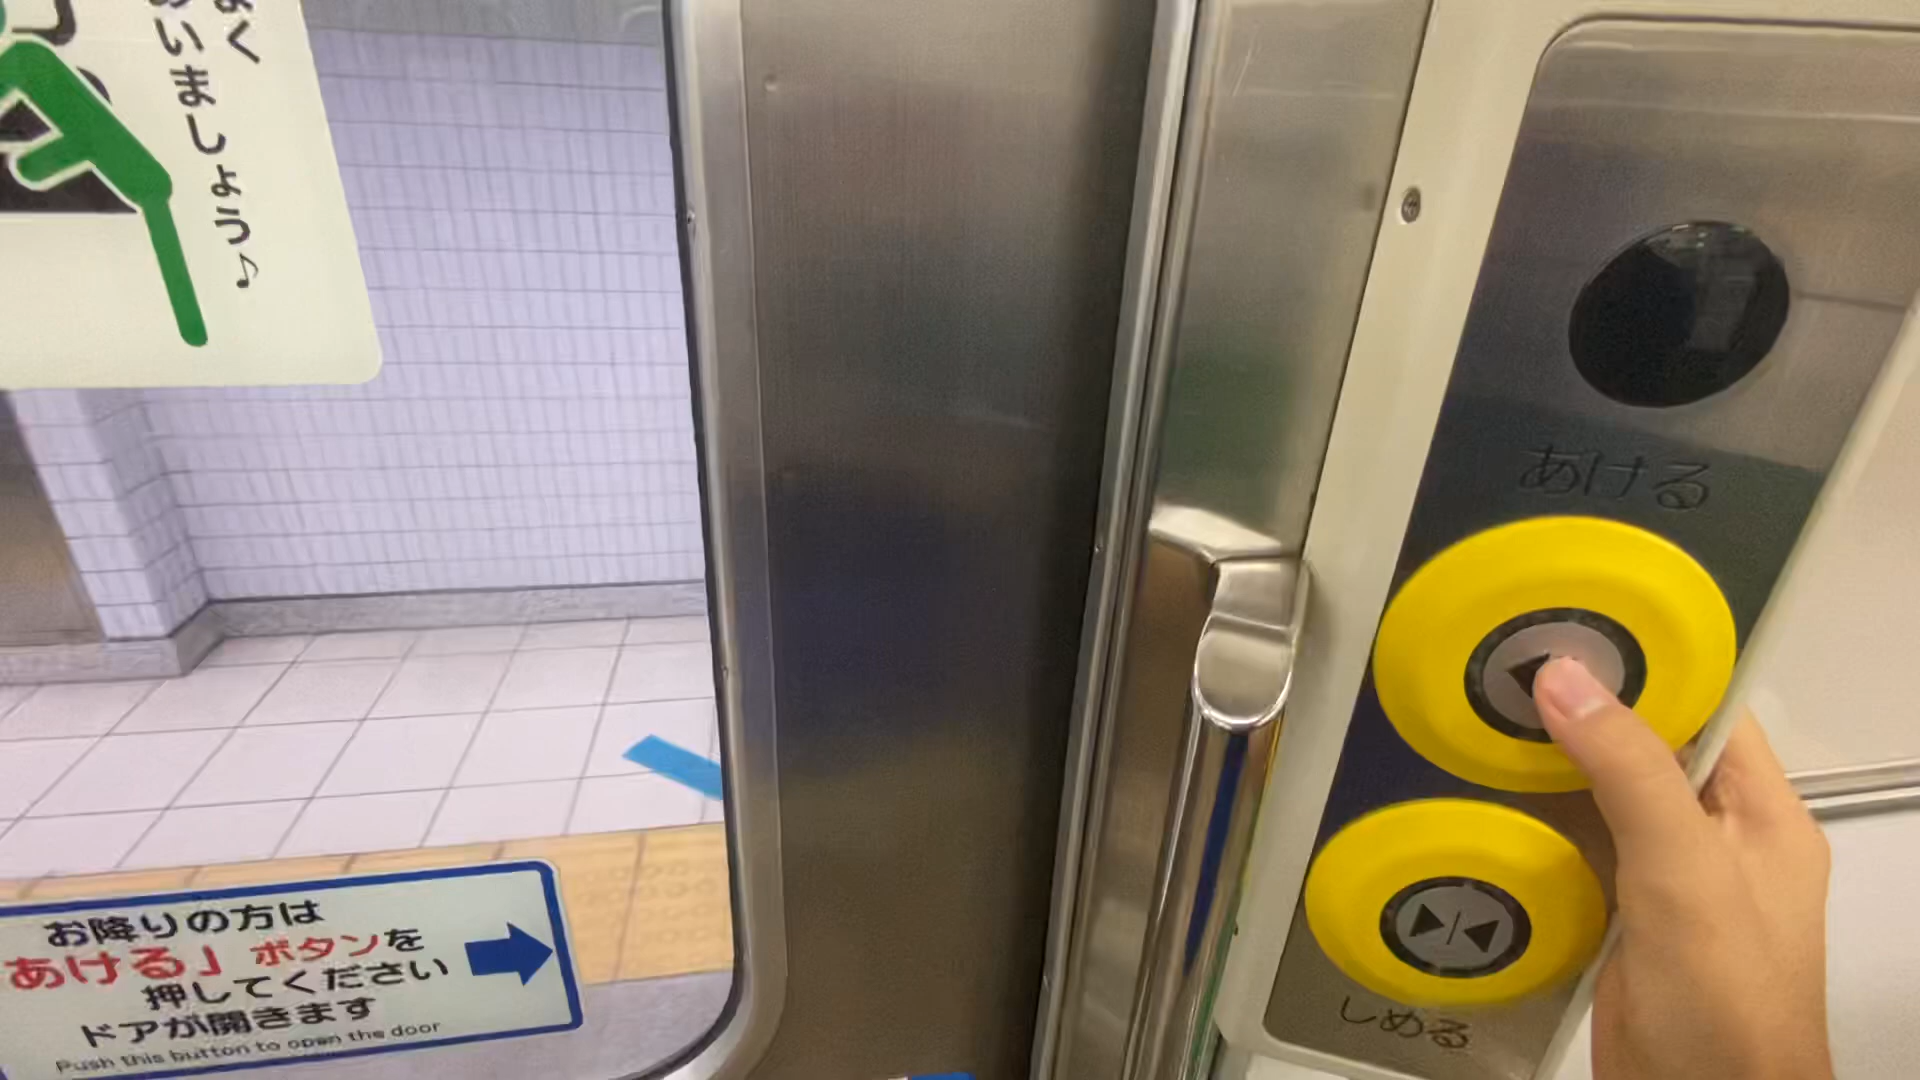 よく
いましょう♪
あける
しめる
お降りの方は
あける」ボタンを
押してください
ドアが開きます
Push this button to open the door